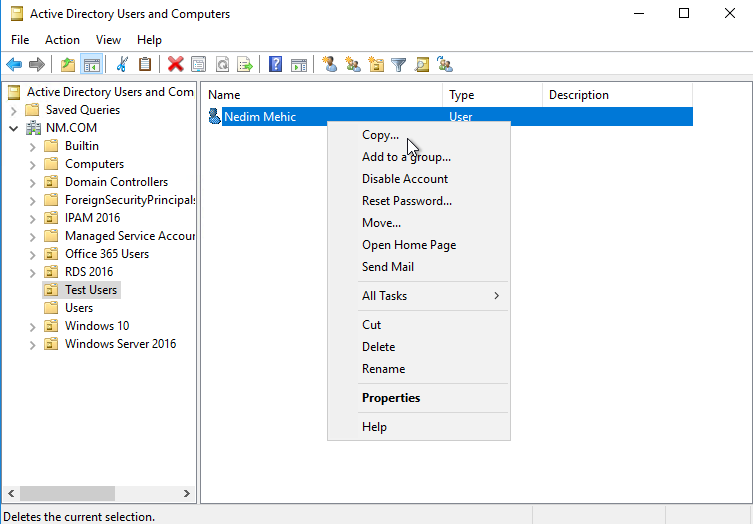 Active Directory Users and Computers
File Action View Help
Active Directory Users and Com
Saved Queries
NM.COM
Builtin
Computers
Domain Controllers
ForeignSecurityPrincipals
IPAM 2016
Managed Service Accour
Office 365 Users
RDS 2016
Test Users
Users
Windows 10
Windows Server 2016
Name Type Description
Nedim Mehic User
Copy...
Add to a group...
Disable Account
Reset Password...
Move...
Open Home Page
Send Mail
All Tasks
Cut
Delete
Rename
Properties
Help
Deletes the current selection.